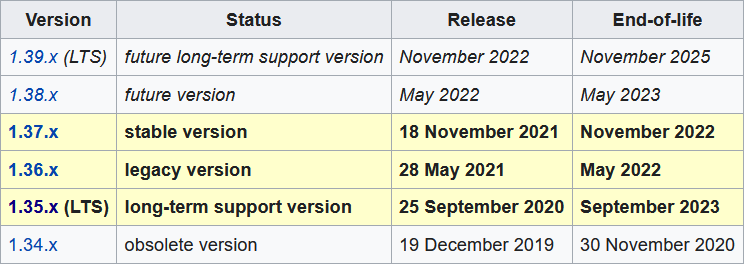 Version Status Release End-of-life
1.39.x (LTS) future long-term support version November 2022 November 2025
1.38.x future version May 2022 May 2023
1.37.x stable version 18 November 2021 November 2022
1.36.x legacy version 28 May 2021 May 2022
1.35.x (LTS) long-term support version 25 September 2020 September 2023
1.34.x obsolete version 19 December 2019 30 November 2020